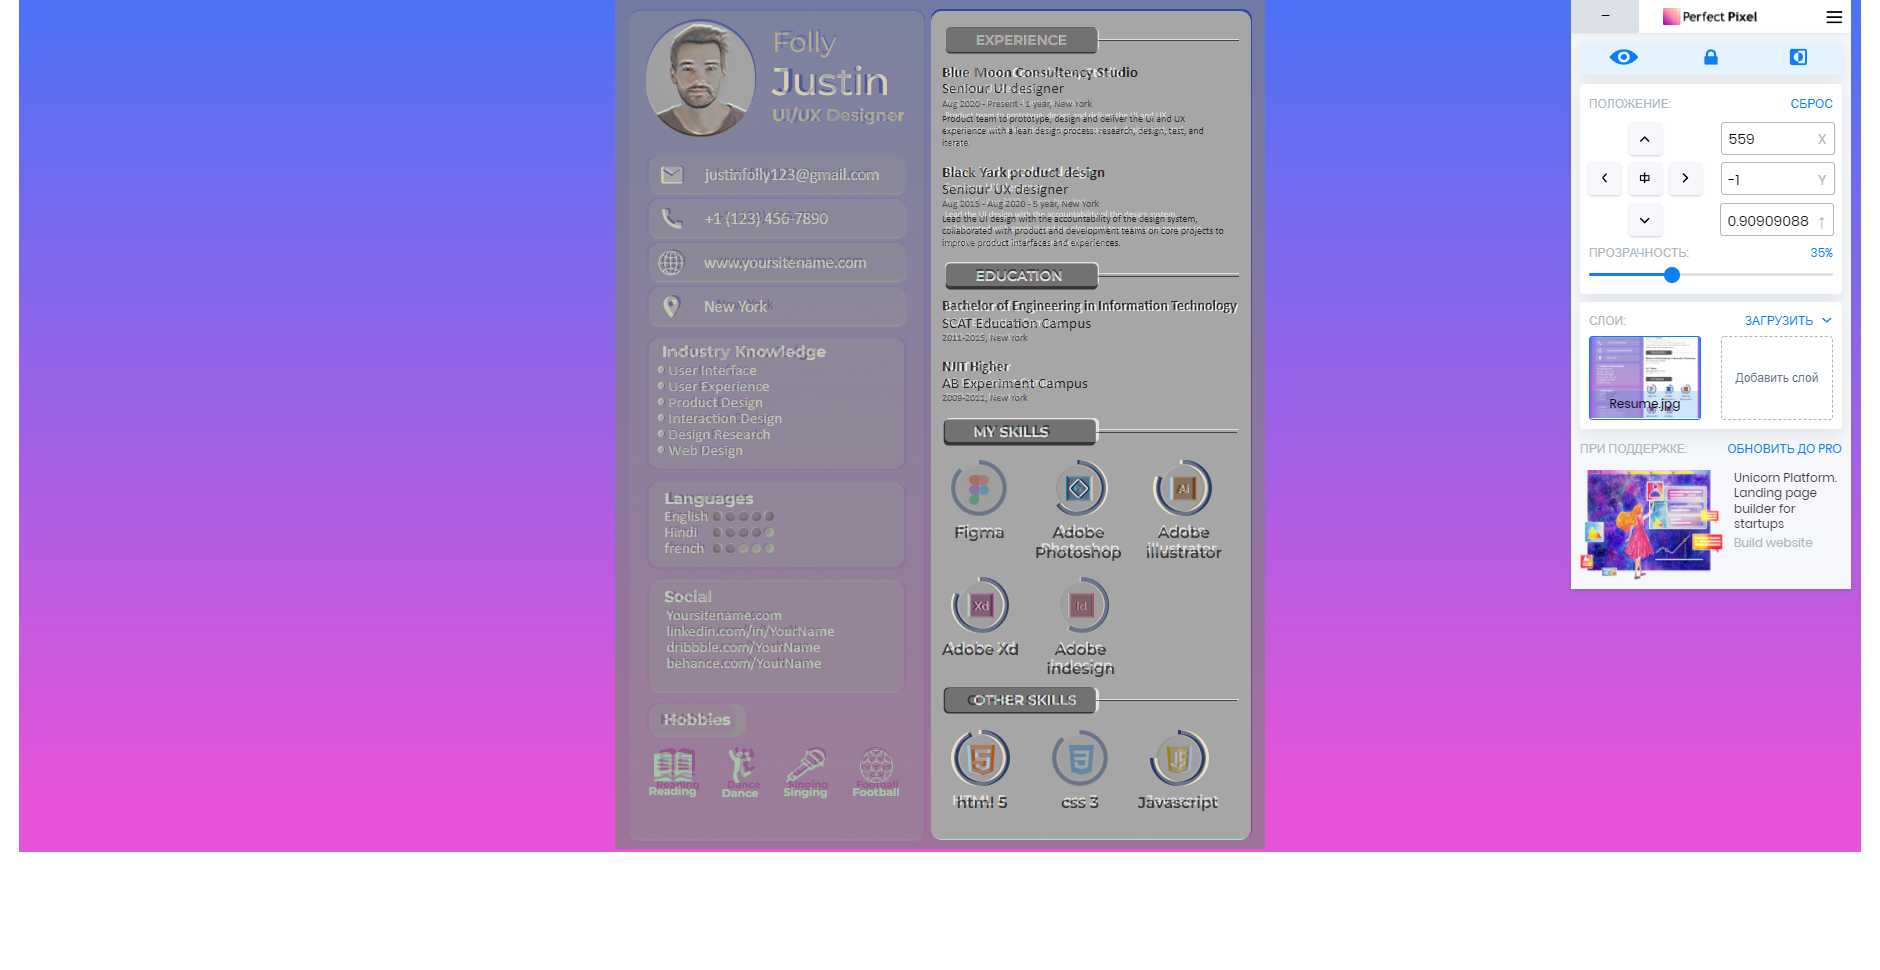 Folly
Justin
UI/UX Designer
justinfolly123@gmail.com
+1 (123) 456-7890
www.yoursitename.com
New York
Industry Knowledge
User Interface
User Experience
Product Design
Interaction Design
Design Research
Web Design
Languages
English
Hindi
french
Social
Yoursitename.com
linkedin.com/in/YourName
dribbble.com/YourName
behance.com/YourName
Hobbies
Reading
Dance
Singing
Football
Reading
Dance
Singing
Football
EXPERIENCE
Blue Moon Consultency Studio
Seniour UI designer
Aug 2020 - Present - 1 year, New York
Product team to prototype, design and deliver the UI and UX
experience with a lean design process: research, design, test, and
iterate.
Black Yark product design
Seniour UX designer
Aug 2015 - Aug 2020 - 5 year, New York
Lead the UI design with the accountability of the design system,
collaborated with product and development teams on core projects to
improve product interfaces and experiences.
EDUCATION
Bachelor of Engineering in Information Technology
SCAT Education Campus
2011-2015, New York
NJIT Higher
AB Experiment Campus
2009-2011, New York
MY SKILLS
Ai
Figma
Adobe
Photoshop
Adobe
illustrator
Xd
Id
Adobe Xd
Adobe
indesign
OTHER SKILLS
5
3
JS
html 5
css 3
Javascript
–
Perfect Pixel
ПОЛОЖЕНИЕ:
СБРОС
559 X
-1 Y
0.90909088 ↑
ПРОЗРАЧНОСТЬ:
35%
СЛОИ:
ЗАГРУЗИТЬ
Resume.jpg
Добавить слой
ПРИ ПОДДЕРЖКЕ:
ОБНОВИТЬ ДО PRO
Unicorn Platform.
Landing page
builder for
startups
Build website